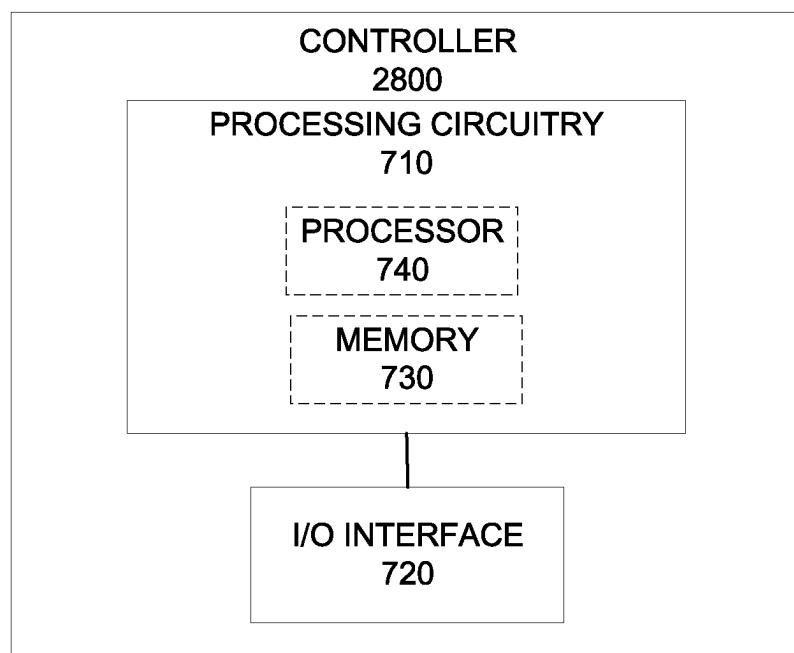 CONTROLLER
2800
PROCESSING CIRCUITRY
710
PROCESSOR
740
MEMORY
730
I/O INTERFACE
720